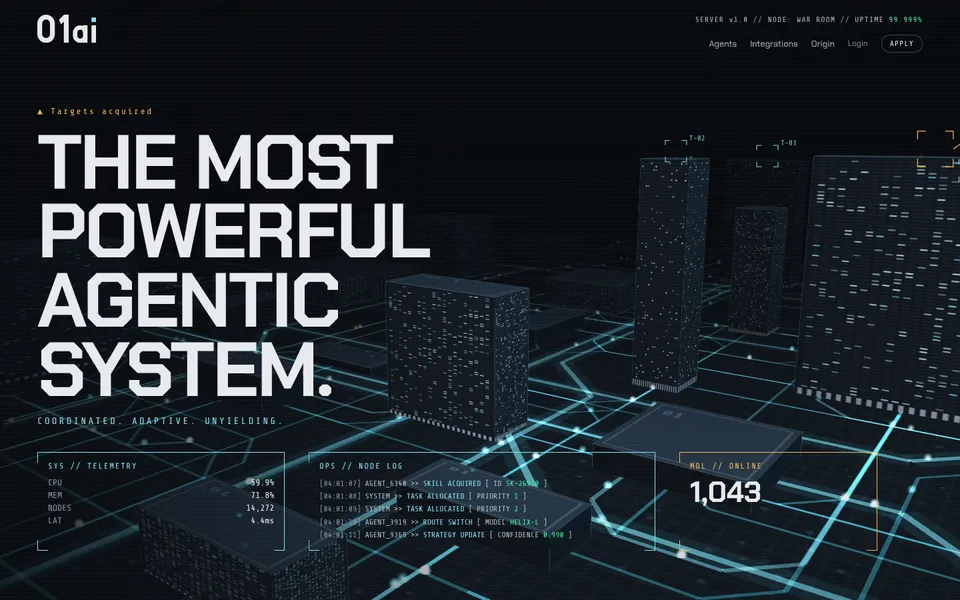 01ai
SERVER v1.0 // NODE: WAR ROOM // UPTIME 99.999%
Agents Integrations Origin Login APPLY
▲ Targets acquired
THE MOST
POWERFUL
AGENTIC
SYSTEM.
COORDINATED. ADAPTIVE. UNYIELDING.
T-02
T-03
SYS // TELEMETRY
CPU 59.9%
MEM 71.8%
NODES 14,272
LAT 4.4ms
OPS // NODE LOG
[04:01:07] AGENT_6340 >> SKILL ACQUIRED [ ID ]
[04:01:08] SYSTEM >> TASK ALLOCATED [ PRIORITY 1 ]
[04:01:09] SYSTEM >> TASK ALLOCATED [ PRIORITY 2 ]
[04:01:10] AGENT_3919 >> ROUTE SWITCH [ MODEL HELIX-L ]
[04:01:11] AGENT_9369 >> STRATEGY UPDATE [ CONFIDENCE 0.990 ]
MDL // ONLINE
1,043
01